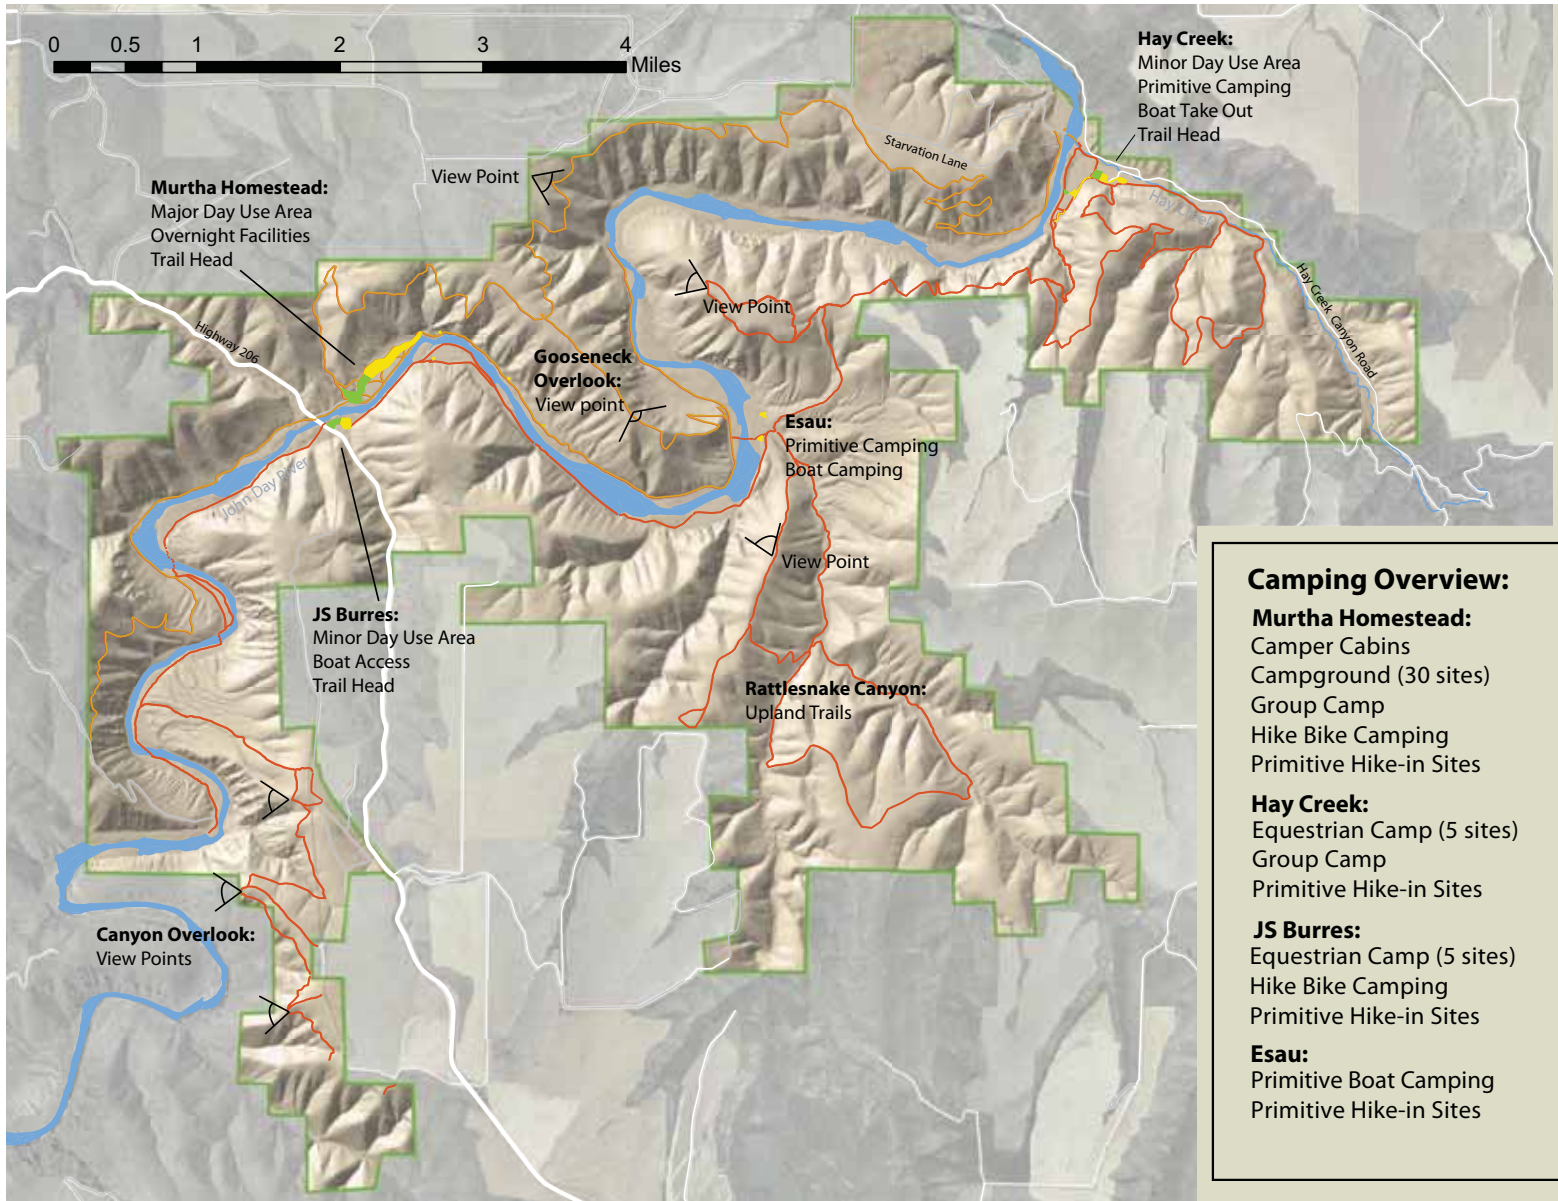 0 0.5 1 2 3 4
Miles
Hay Creek:
Minor Day Use Area
Primitive Camping
Boat Take Out
Trail Head
Starvation Lane
View Point
Murtha Homestead:
Major Day Use Area
Overnight Facilities
Trail Head
Hay Creek
Hay Creek Canyon Road
View Point
Highway 206
Gooseneck
Overlook:
View point
Esau:
Primitive Camping
Boat Camping
John Day River
View Point
JS Burres:
Minor Day Use Area
Boat Access
Trail Head
Rattlesnake Canyon:
Upland Trails
Canyon Overlook:
View Points
Camping Overview:
Murtha Homestead:
Camper Cabins
Campground (30 sites)
Group Camp
Hike Bike Camping
Primitive Hike-in Sites
Hay Creek:
Equestrian Camp (5 sites)
Group Camp
Primitive Hike-in Sites
JS Burres:
Equestrian Camp (5 sites)
Hike Bike Camping
Primitive Hike-in Sites
Esau:
Primitive Boat Camping
Primitive Hike-in Sites